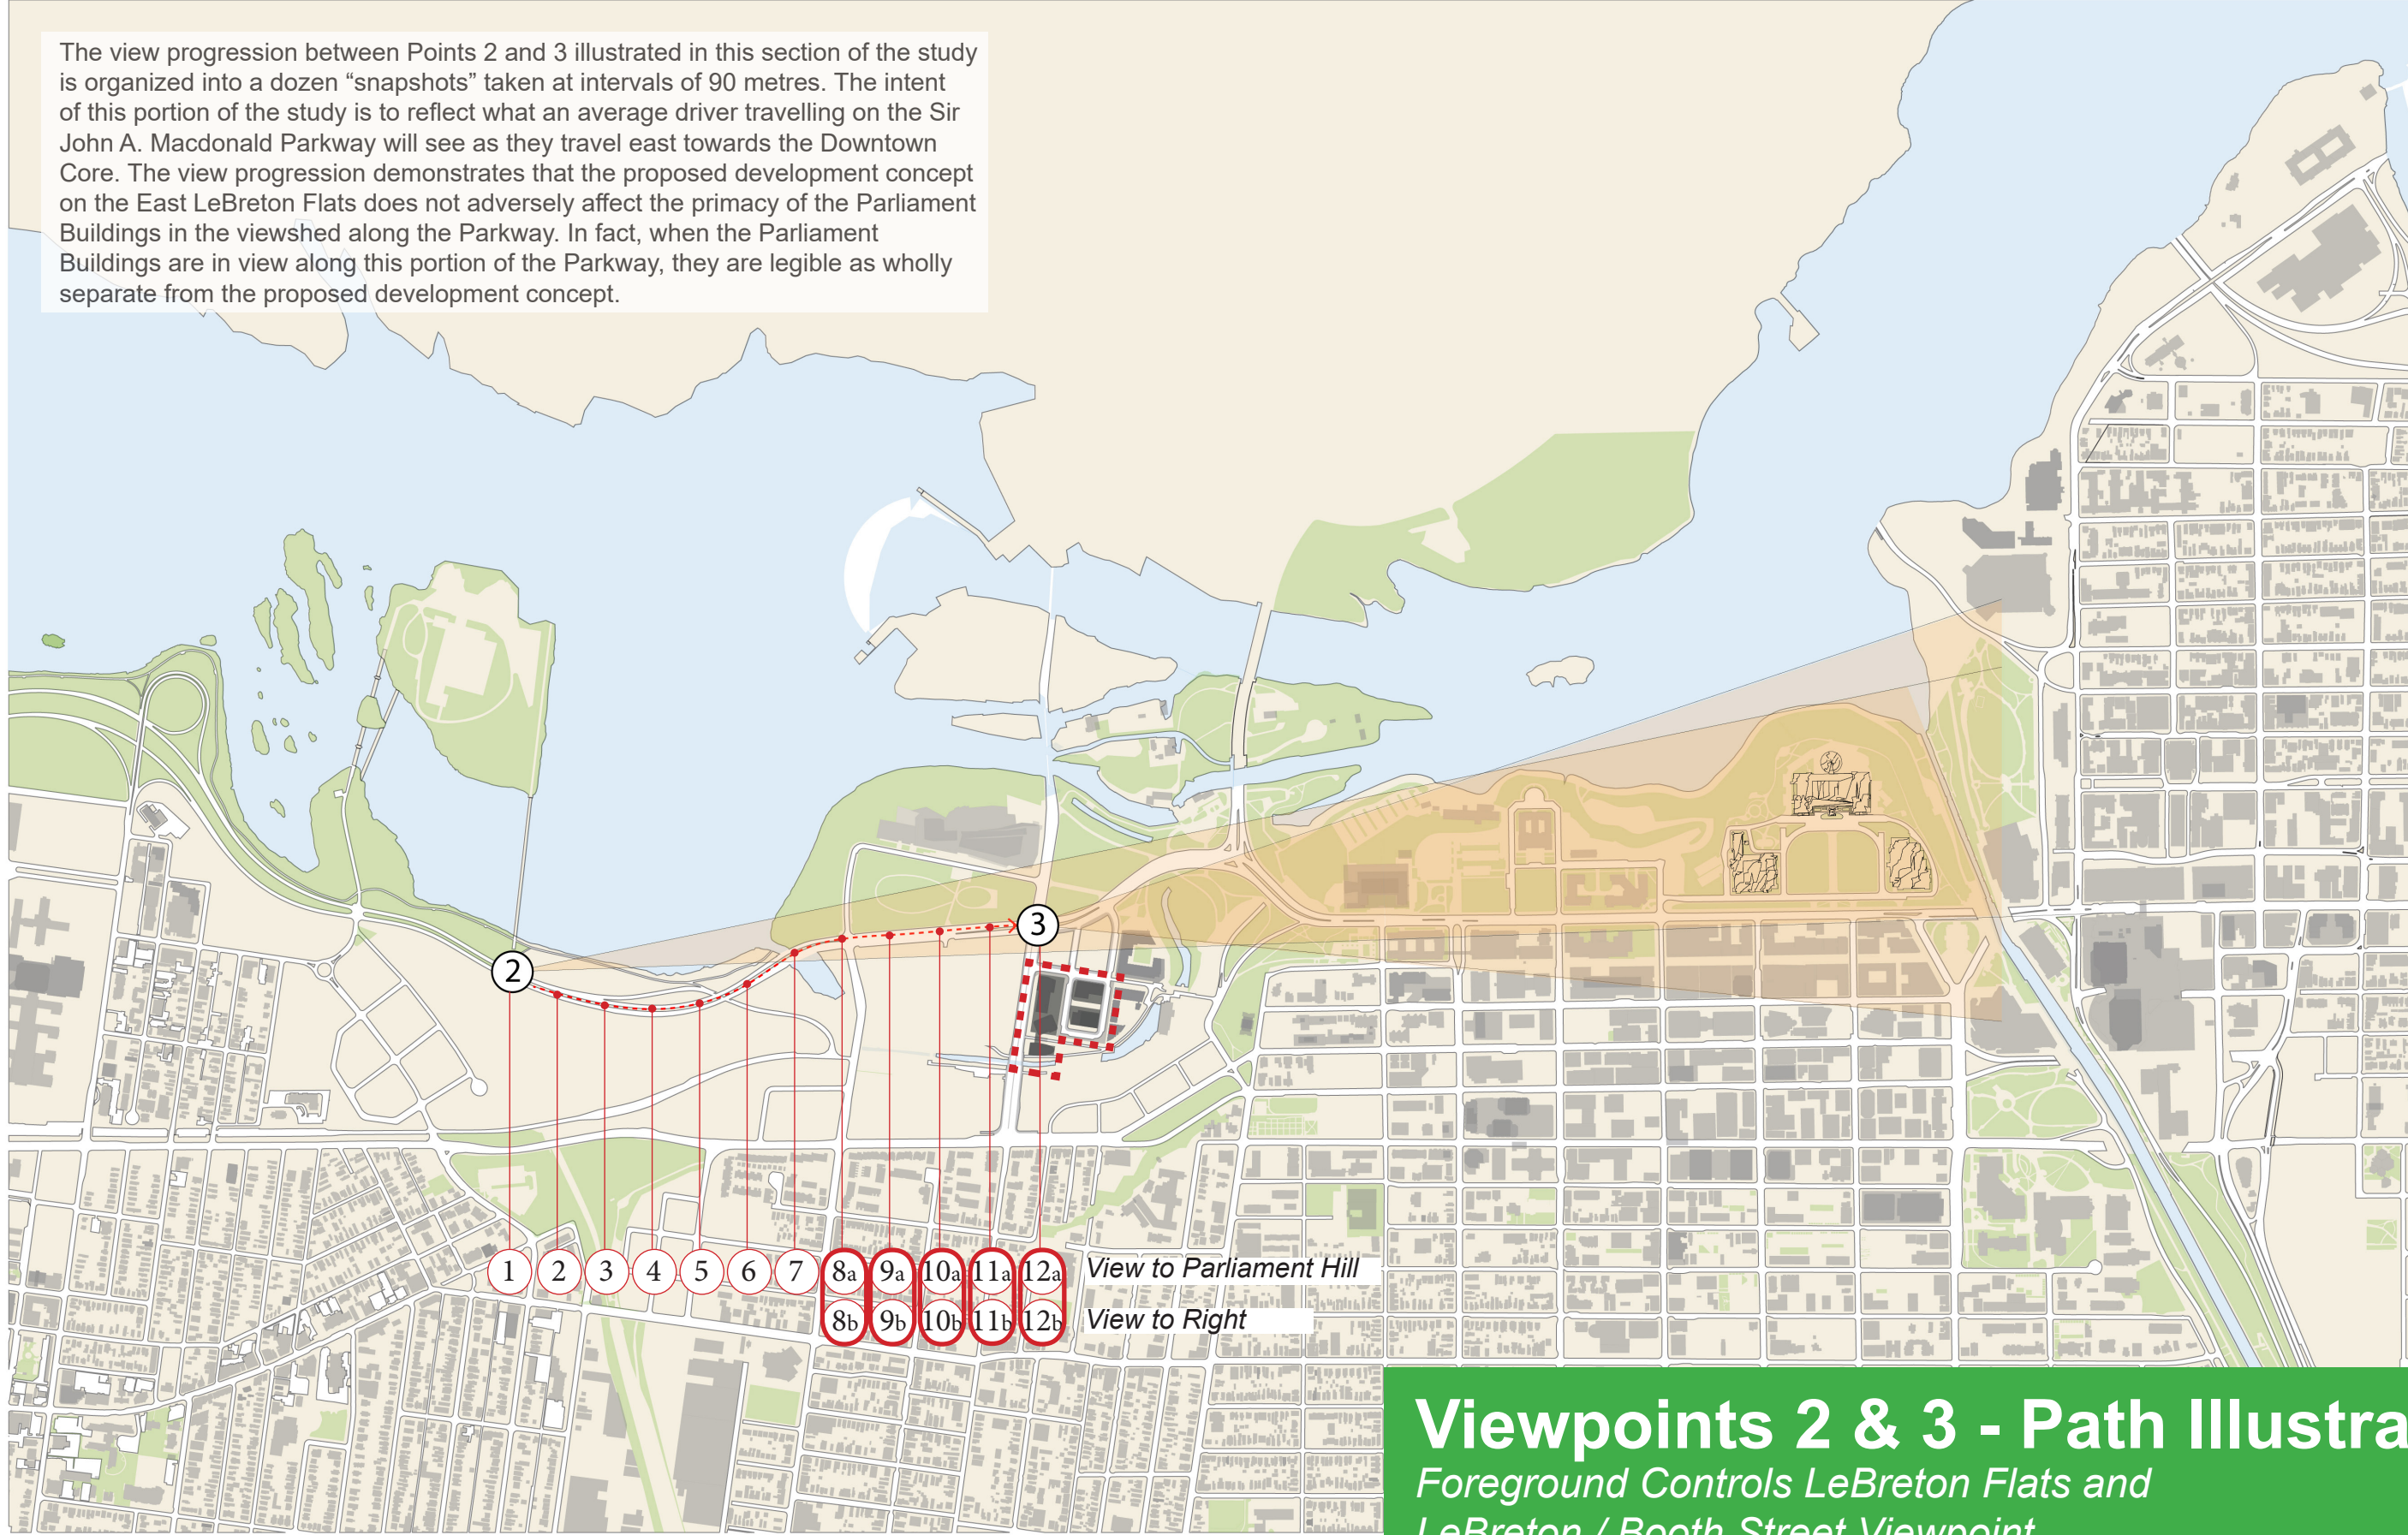 The view progression between Points 2 and 3 illustrated in this section of the study
is organized into a dozen “snapshots” taken at intervals of 90 metres. The intent
of this portion of the study is to reflect what an average driver travelling on the Sir
John A. Macdonald Parkway will see as they travel east towards the Downtown
Core. The view progression demonstrates that the proposed development concept
on the East LeBreton Flats does not adversely affect the primacy of the Parliament
Buildings in the viewshed along the Parkway. In fact, when the Parliament
Buildings are in view along this portion of the Parkway, they are legible as wholly
separate from the proposed development concept.
3
2
1 2 3 4 5 6 7 8a 9a 10a 11a 12a View to Parliament Hill
8b 9b 10b 11b 12b View to Right
Viewpoints 2 & 3 - Path Illustra
Foreground Controls LeBreton Flats and
LeBreton / Booth Street Viewpoint